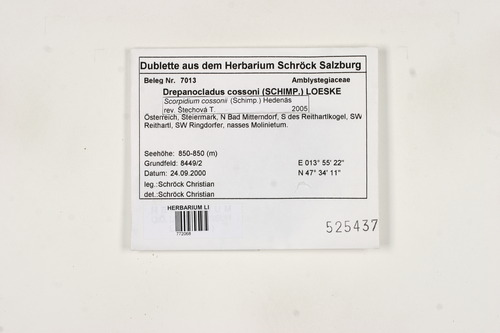 Dublette aus dem Herbarium Schröck Salzburg
Beleg Nr. 7013 Amblystegiaceae
Drepanocladus cossoni (SCHIMP.) LOESKE
Scorpidium cossonii (Schimp.) Hedenäs
rev. Štechová T. 2005
Österreich, Steiermark, N Bad Mitterndorf, S des Reithartlkogel, SW
Reithartl, SW Ringdorfer, nasses Molinietum.
Seehöhe: 850-850 (m)
Grundfeld: 8449/2 E 013° 55' 22"
Datum: 24.09.2000 N 47° 34' 11"
leg.:Schröck Christian
det.:Schröck Christian
HERBARIUM LI
772008
525437